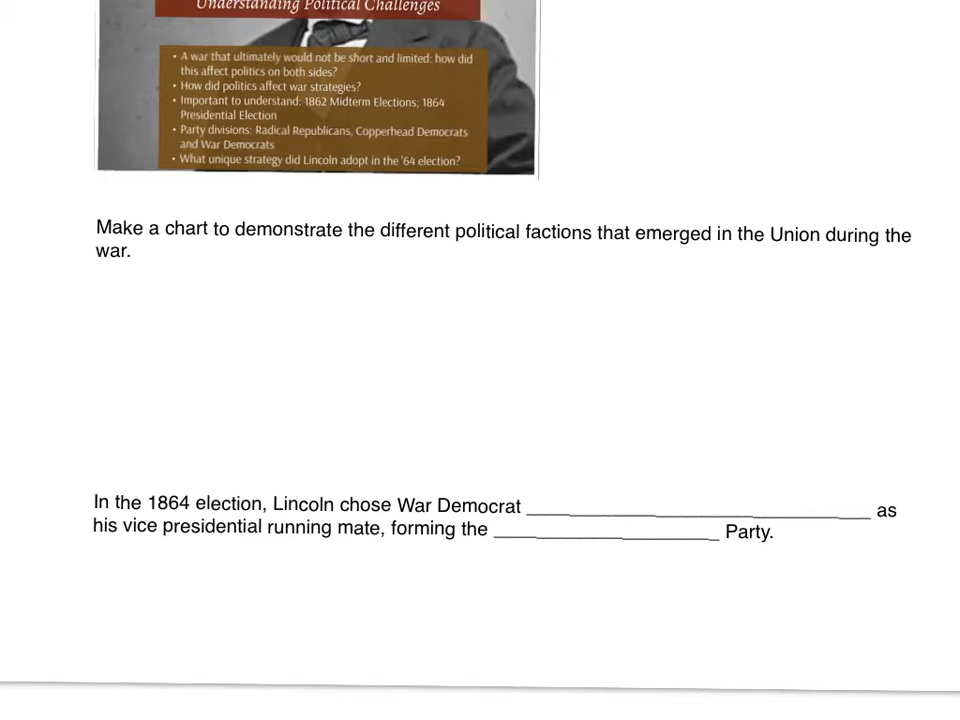 Understanding Political Challenges
• A war that ultimately would not be short and limited: how did
this affect politics on both sides?
• How did politics affect war strategies?
• Important to understand: 1862 Midterm Elections; 1864
Presidential Election
• Party divisions: Radical Republicans, Copperhead Democrats
and War Democrats
• What unique strategy did Lincoln adopt in the '64 election?
Make a chart to demonstrate the different political factions that emerged in the Union during the
war.
In the 1864 election, Lincoln chose War Democrat ______________________________ as
his vice presidential running mate, forming the ____________________ Party.